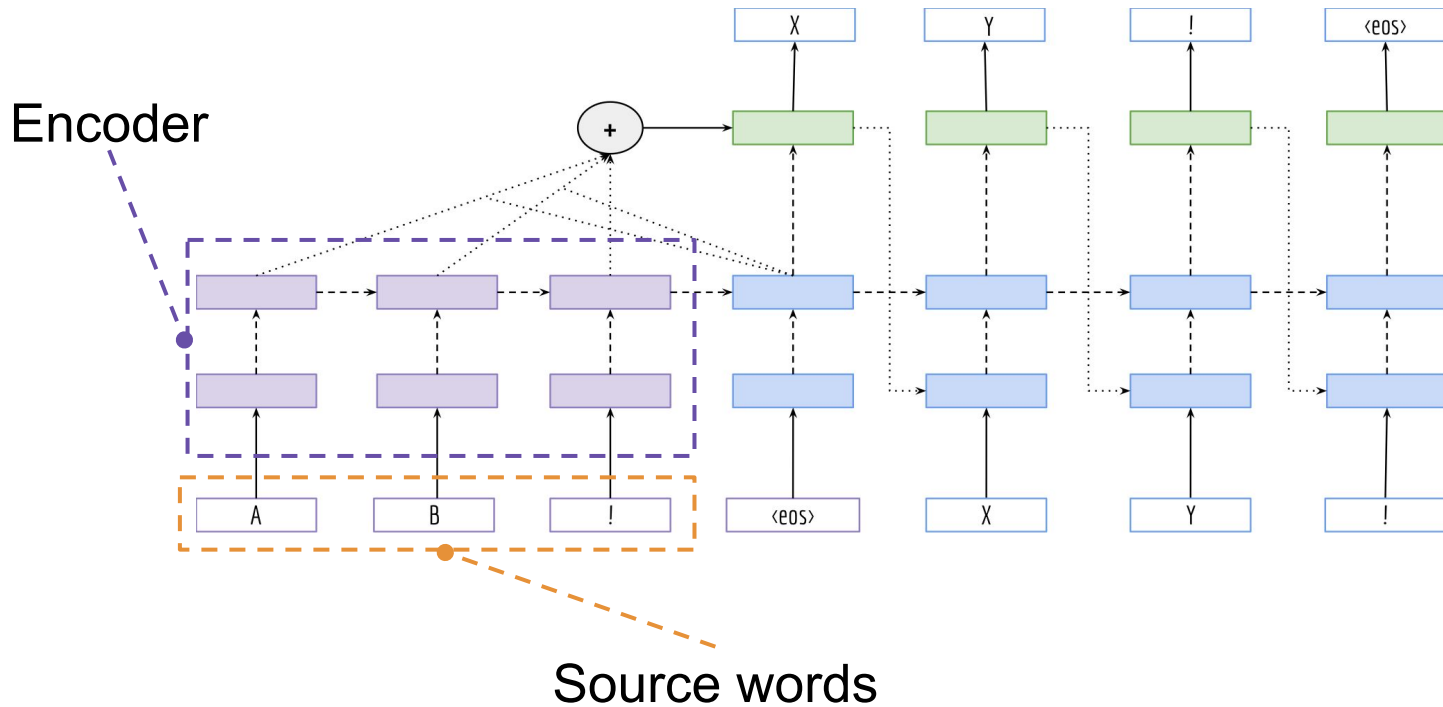 X Y ! <eos>
Encoder
+
A B ! <eos> X Y !
Source words